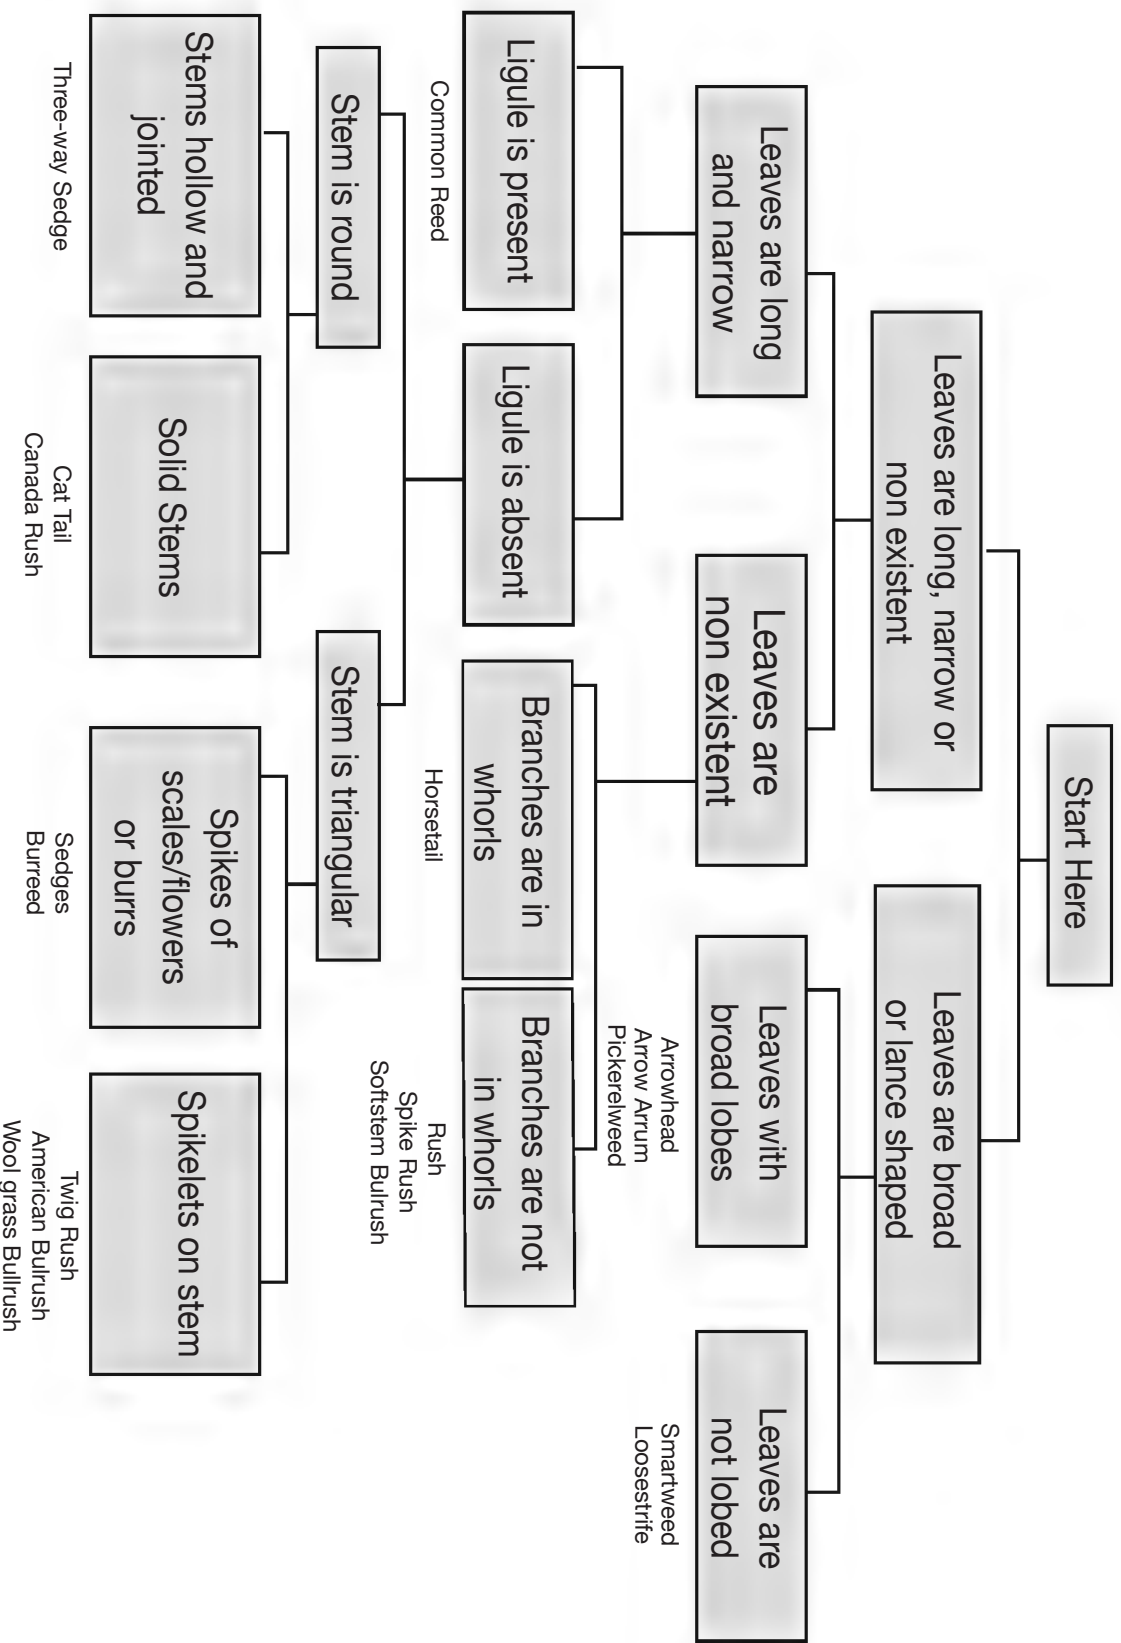 Start Here
Leaves are long, narrow or
non existent
Leaves are broad
or lance shaped
Leaves are long
and narrow
Leaves are
non existent
Leaves with
broad lobes
Leaves are
not lobed
Arrowhead
Arrow Arrum
Pickerelweed
Smartweed
Loosestrife
Ligule is present
Ligule is absent
Branches are in
whorls
Branches are not
in whorls
Common Reed
Horsetail
Rush
Spike Rush
Softstem Bulrush
Stem is round
Stem is triangular
Stems hollow and
jointed
Solid Stems
Spikes of
scales/flowers
or burrs
Spikelets on stem
Three-way Sedge
Cat Tail
Canada Rush
Sedges
Burreed
Twig Rush
American Bulrush
Wool grass Bullrush